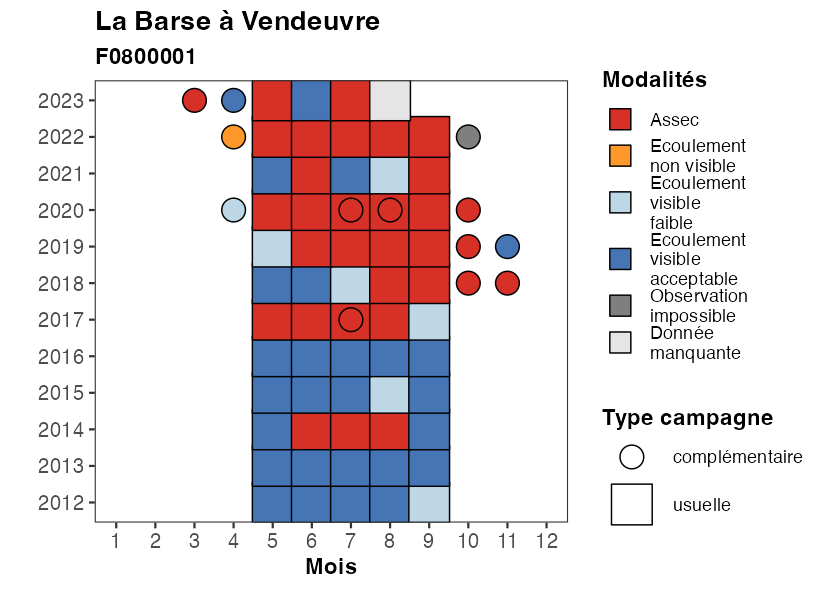 La Barse à Vendeuvre
F0800001
2023
2022
2021
2020
2019
2018
2017
2016
2015
2014
2013
2012
1 2 3 4 5 6 7 8 9 10 11 12
Mois
Modalités
Assec
Ecoulement
non visible
Ecoulement
visible
faible
Ecoulement
visible
acceptable
Observation
impossible
Donnée
manquante
Type campagne
complémentaire
usuelle